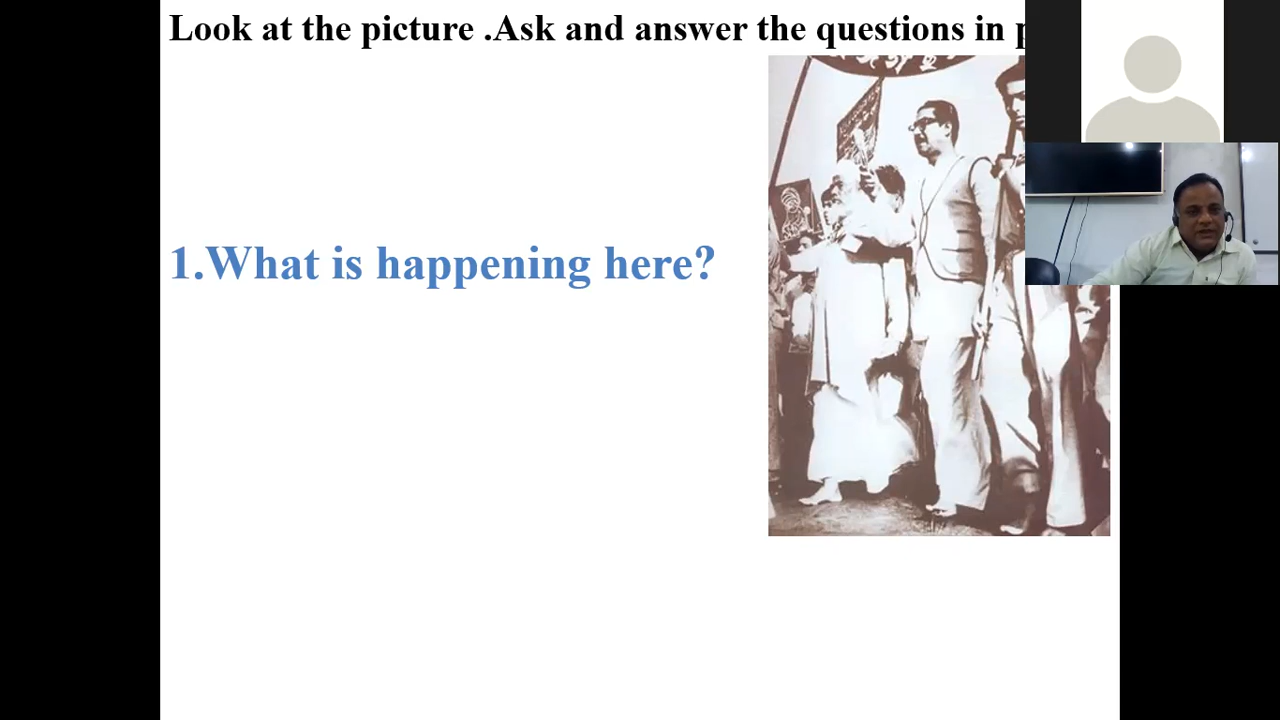 Look at the picture .Ask and answer the questions in p
1.What is happening here?